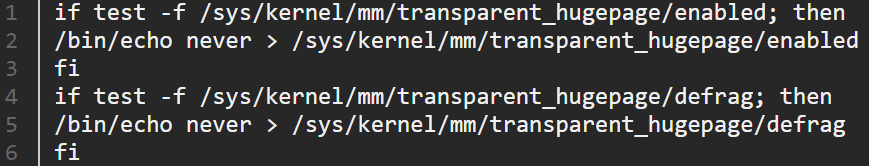 1 if test -f /sys/kernel/mm/transparent_hugepage/enabled; then
2 /bin/echo never > /sys/kernel/mm/transparent_hugepage/enabled
3 fi
4 if test -f /sys/kernel/mm/transparent_hugepage/defrag; then
5 /bin/echo never > /sys/kernel/mm/transparent_hugepage/defrag
6 fi